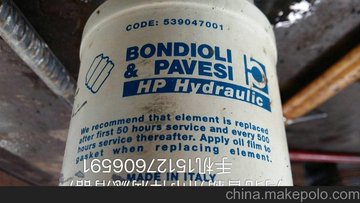 CODE: 539047001
BONDIOLI
& PAVESI
HP Hydraulic
We recommend that element is replaced
after first 50 hours service and every 500
hours service thereafter. Apply oil film to
gasket when replacing element.
手机15127606591
MADE IN ITALY
china.makepolo.com